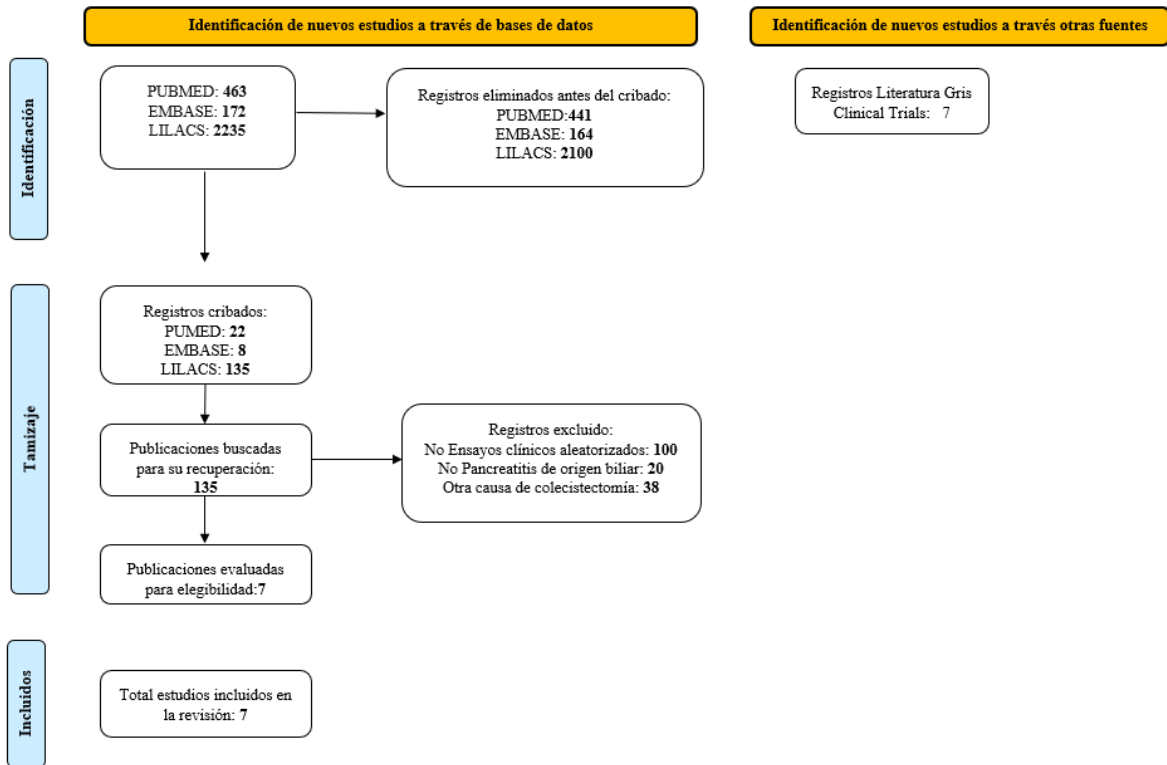 Identificación de nuevos estudios a través de bases de datos
Identificación de nuevos estudios a través otras fuentes
Identificación
PUBMED: 463
EMBASE: 172
LILACS: 2235
Registros eliminados antes del cribado:
PUBMED:441
EMBASE: 164
LILACS: 2100
Registros Literatura Gris
Clinical Trials: 7
Tamizaje
Registros cribados:
PUMED: 22
EMBASE: 8
LILACS: 135
Publicaciones buscadas
para su recuperación:
135
Registros excluido:
No Ensayos clínicos aleatorizados: 100
No Pancreatitis de origen biliar: 20
Otra causa de colecistectomía: 38
Publicaciones evaluadas
para elegibilidad:7
Incluidos
Total estudios incluidos en
la revisión: 7